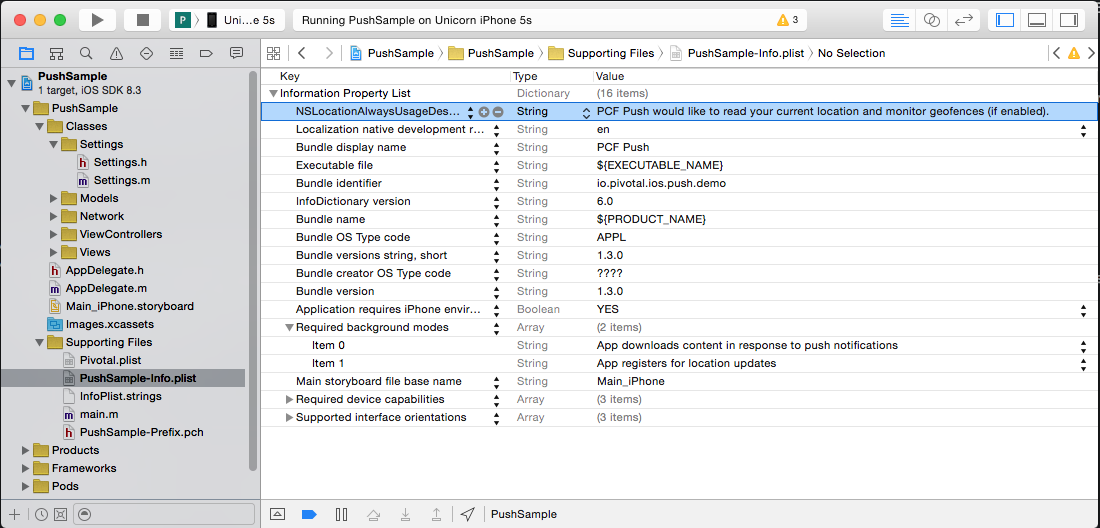 P
Uni...e 5s
Running PushSample on Unicorn iPhone 5s
3
PushSample
PushSample
Supporting Files
PushSample-Info.plist
No Selection
PushSample
1 target, iOS SDK 8.3
PushSample
Classes
Settings
h Settings.h
m Settings.m
Models
Network
ViewControllers
Views
h AppDelegate.h
m AppDelegate.m
Main_iPhone.storyboard
Images.xcassets
Supporting Files
Pivotal.plist
PushSample-Info.plist
InfoPlist.strings
m main.m
h PushSample-Prefix.pch
Products
Frameworks
Pods
Key Type Value
Information Property List Dictionary (16 items)
NSLocationAlwaysUsageDes... String PCF Push would like to read your current location and monitor geofences (if enabled).
Localization native development r... String en
Bundle display name String PCF Push
Executable file String ${EXECUTABLE_NAME}
Bundle identifier String io.pivotal.ios.push.demo
InfoDictionary version String 6.0
Bundle name String ${PRODUCT_NAME}
Bundle OS Type code String APPL
Bundle versions string, short String 1.3.0
Bundle creator OS Type code String ????
Bundle version String 1.3.0
Application requires iPhone envir... Boolean YES
Required background modes Array (2 items)
Item 0 String App downloads content in response to push notifications
Item 1 String App registers for location updates
Main storyboard file base name String Main_iPhone
Required device capabilities Array (3 items)
Supported interface orientations Array (3 items)
PushSample